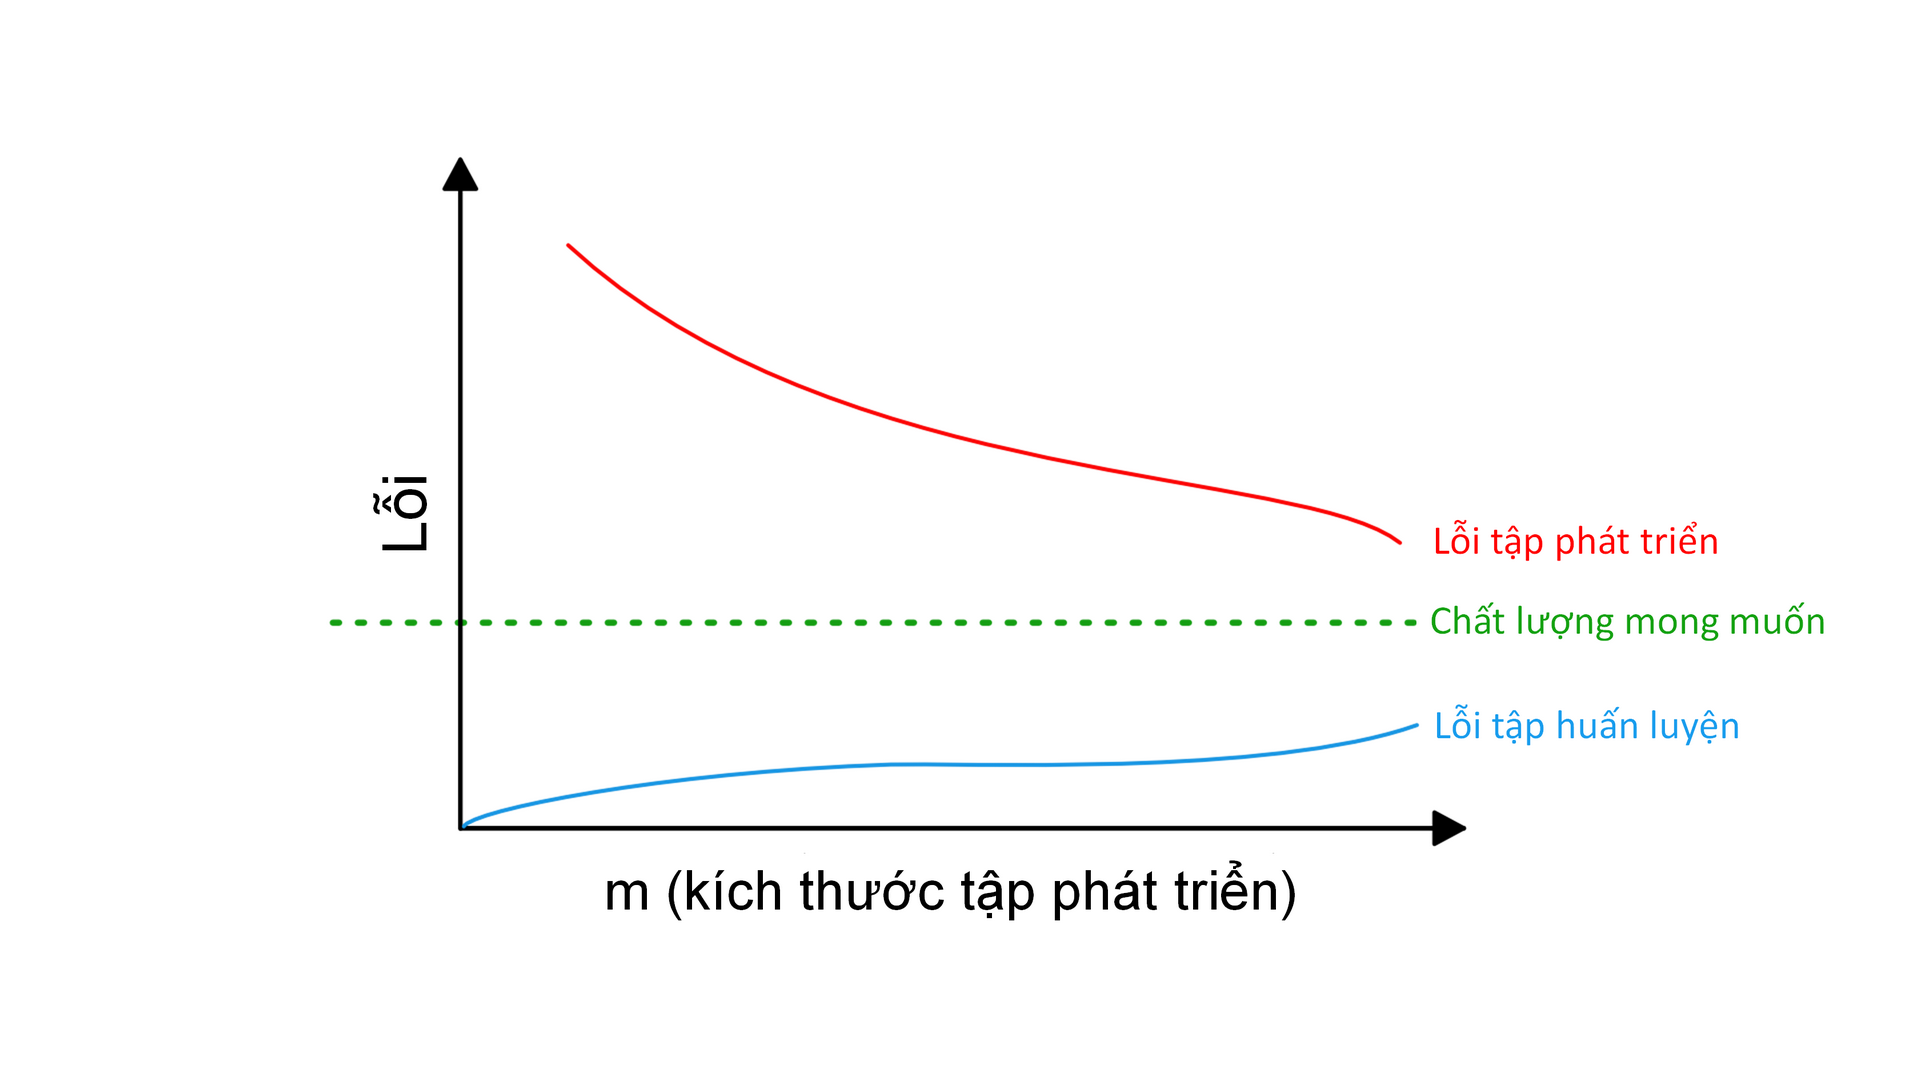 Lỗi
Lỗi tập phát triển
Chất lượng mong muốn
Lỗi tập huấn luyện
m (kích thước tập phát triển)